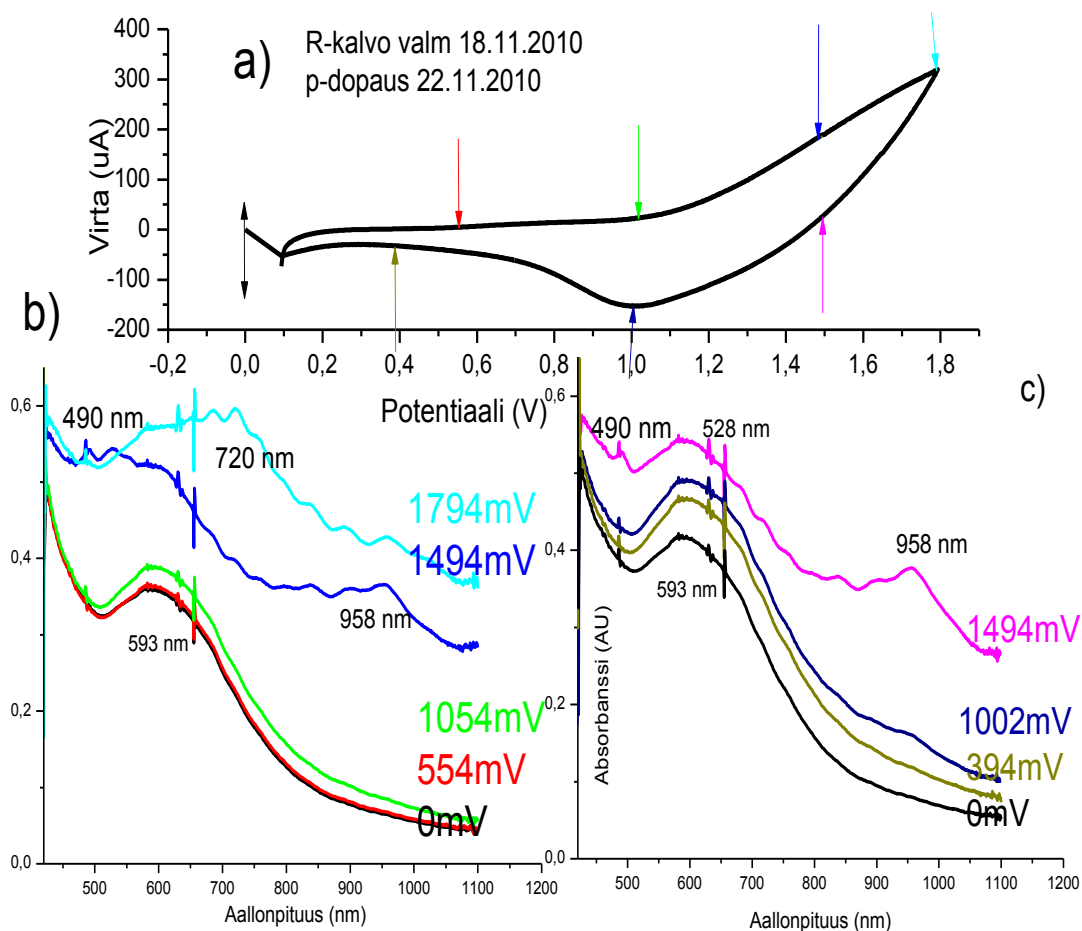 400
300
200
100
0
-100
-200
Virta (uA)
a)
R-kalvo valm 18.11.2010
p-dopaus 22.11.2010
-0,2 0,0 0,2 0,4 0,6 0,8 1,0 1,2 1,4 1,6 1,8
Potentiaali (V)
b)
0,6
0,4
0,2
0,0
490 nm
720 nm
1794mV
1494mV
958 nm
593 nm
1054mV
554mV
0mV
500 600 700 800 900 1000 1100 1200
Aallonpituus (nm)
c)
0,6
0,4
0,2
0,0
Absorbanssi (AU)
490 nm
528 nm
958 nm
593 nm
1494mV
1002mV
394mV
0mV
500 600 700 800 900 1000 1100 1200
Aallonpituus (nm)